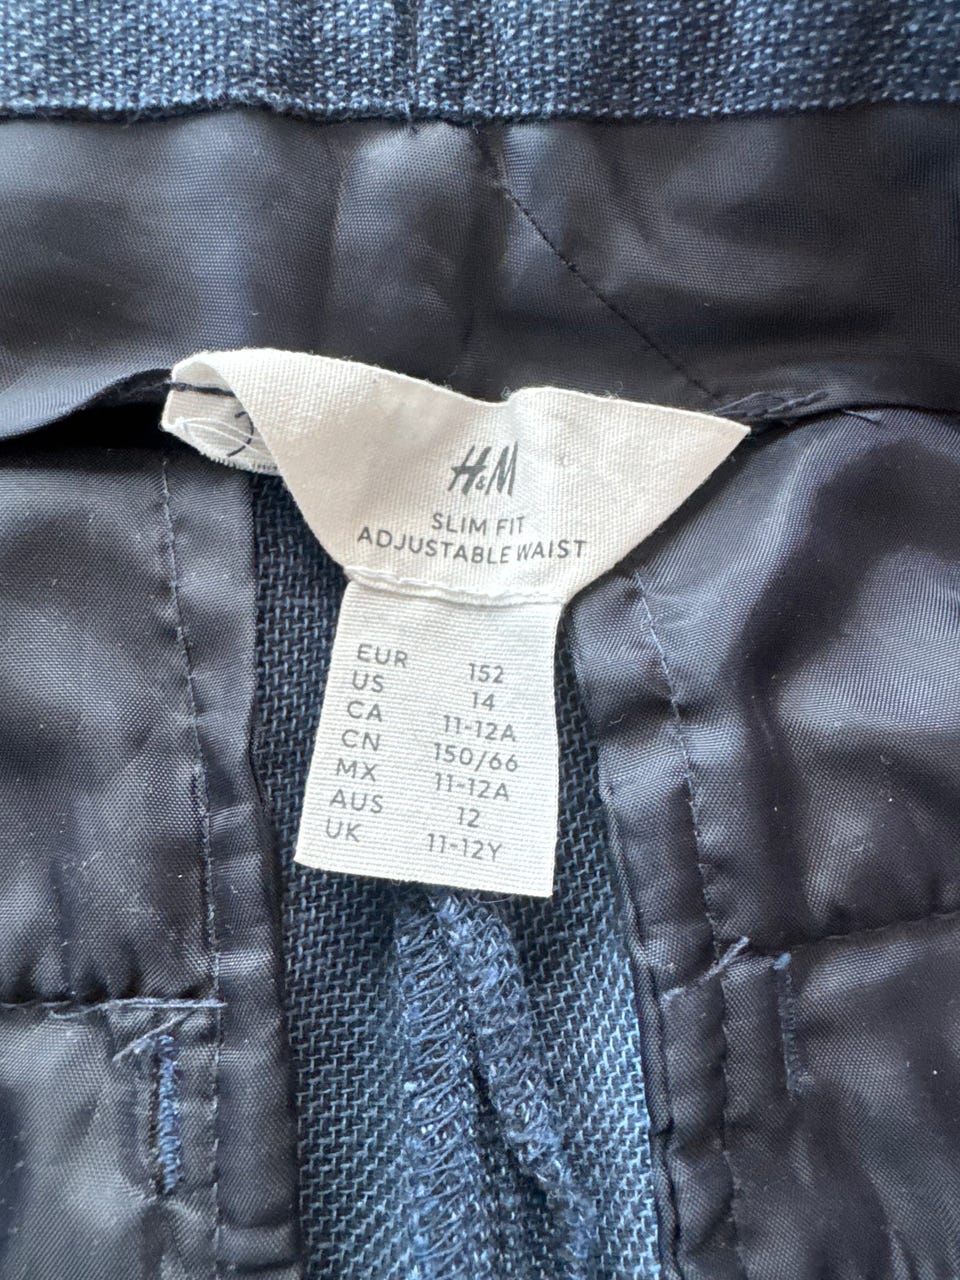 H&M
SLIM FIT
ADJUSTABLE WAIST
EUR 152
US 14
CA 11-12A
CN 150/66
MX 11-12A
AUS 12
UK 11-12Y